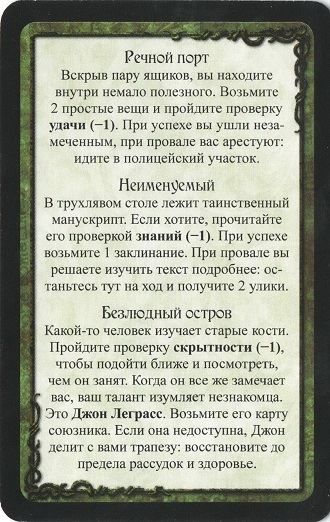 Речной порт
Вскрыв пару ящиков, вы находите
внутри немало полезного. Возьмите
2 простые вещи и пройдите проверку
удачи (−1). При успехе вы ушли неза-
меченным, при провале вас арестуют:
идите в полицейский участок.
Неименуемый
В трухлявом столе лежит таинственный
манускрипт. Если хотите, прочитайте
его проверкой знаний (−1). При успехе
возьмите 1 заклинание. При провале вы
решаете изучить текст подробнее: ос-
таньтесь тут на ход и получите 2 улики.
Безлюдный остров
Какой-то человек изучает старые кости.
Пройдите проверку скрытности (−1),
чтобы подойти ближе и посмотреть,
чем он занят. Когда он все же замечает
вас, ваш талант изумляет незнакомца.
Это Джон Леграсс. Возьмите его карту
союзника. Если она недоступна, Джон
делит с вами трапезу: восстановите до
предела рассудок и здоровье.